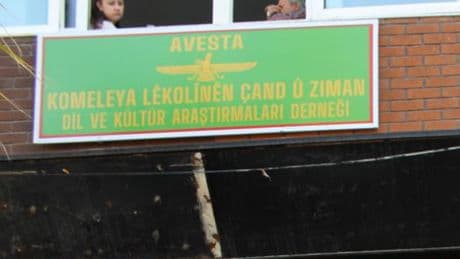 AVESTA
KOMELEYA LÊKOLÎNÊN ÇAND Û ZIMAN
DİL VE KÜLTÜR ARAŞTIRMALARI DERNEĞİ